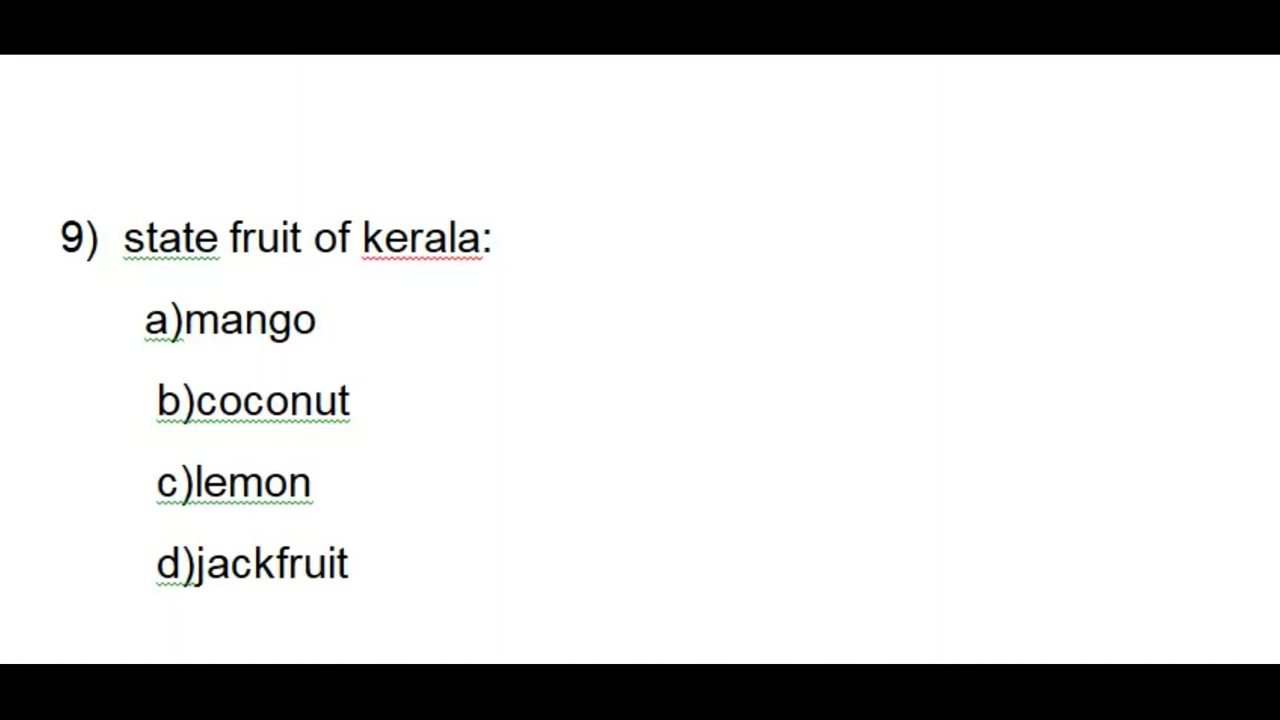 9) state fruit of kerala:
a)mango
b)coconut
c)lemon
d)jackfruit